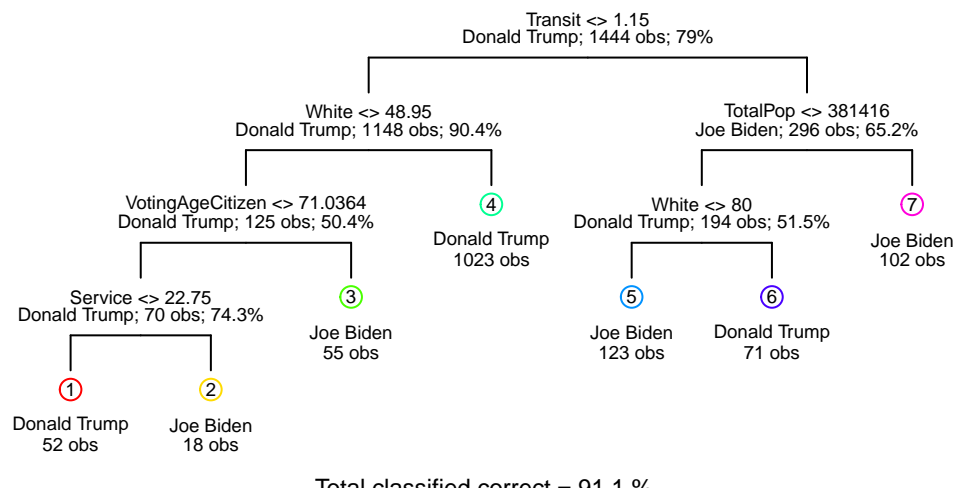 Transit <> 1.15
Donald Trump; 1444 obs; 79%
White <> 48.95
Donald Trump; 1148 obs; 90.4%
TotalPop <> 381416
Joe Biden; 296 obs; 65.2%
VotingAgeCitizen <> 71.0364
Donald Trump; 125 obs; 50.4%
4
Donald Trump
1023 obs
White <> 80
Donald Trump; 194 obs; 51.5%
7
Joe Biden
102 obs
Service <> 22.75
Donald Trump; 70 obs; 74.3%
3
Joe Biden
55 obs
5
Joe Biden
123 obs
6
Donald Trump
71 obs
1
Donald Trump
52 obs
2
Joe Biden
18 obs
Total classified correct = 91.1 %